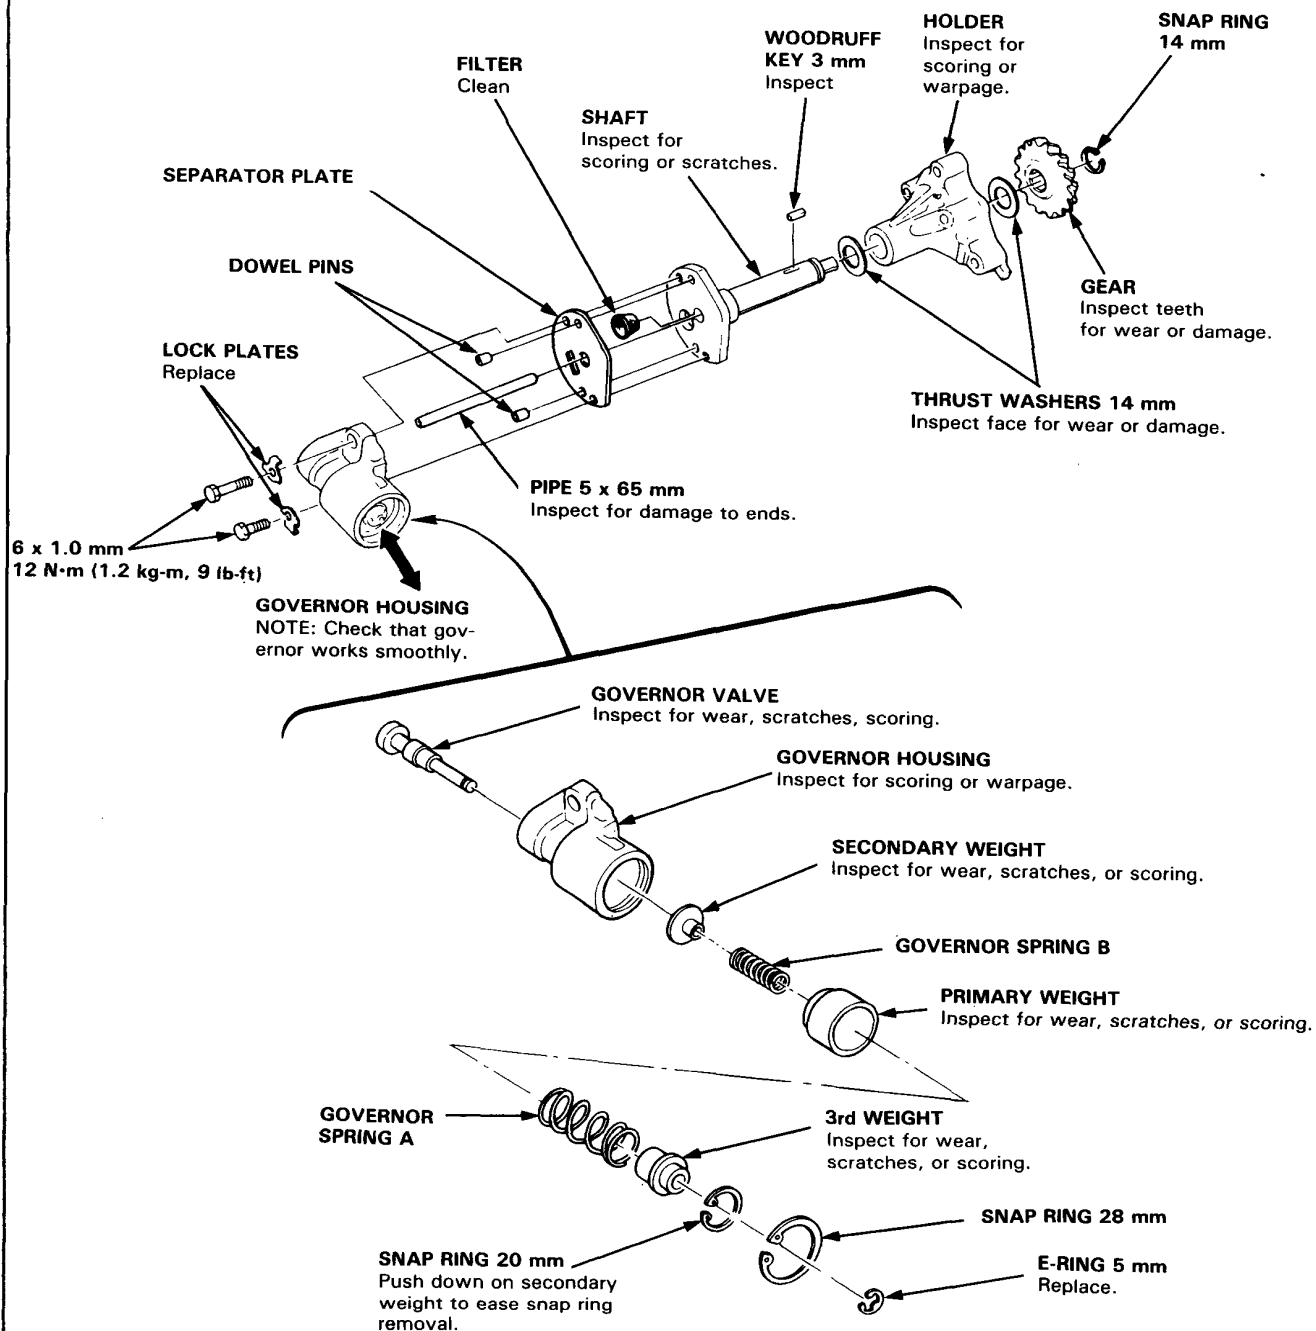 HOLDER
Inspect for
scoring or
warpage.
SNAP RING
14 mm
WOODRUFF
KEY 3 mm
Inspect
FILTER
Clean
SHAFT
Inspect for
scoring or scratches.
SEPARATOR PLATE
DOWEL PINS
GEAR
Inspect teeth
for wear or damage.
LOCK PLATES
Replace
THRUST WASHERS 14 mm
Inspect face for wear or damage.
PIPE 5 x 65 mm
Inspect for damage to ends.
6 x 1.0 mm
12 N·m (1.2 kg-m, 9 lb-ft)
GOVERNOR HOUSING
NOTE: Check that gov-
ernor works smoothly.
GOVERNOR VALVE
Inspect for wear, scratches, scoring.
GOVERNOR HOUSING
Inspect for scoring or warpage.
SECONDARY WEIGHT
Inspect for wear, scratches, or scoring.
GOVERNOR SPRING B
PRIMARY WEIGHT
Inspect for wear, scratches, or scoring.
GOVERNOR
SPRING A
3rd WEIGHT
Inspect for wear,
scratches, or scoring.
SNAP RING 28 mm
SNAP RING 20 mm
Push down on secondary
weight to ease snap ring
removal.
E-RING 5 mm
Replace.